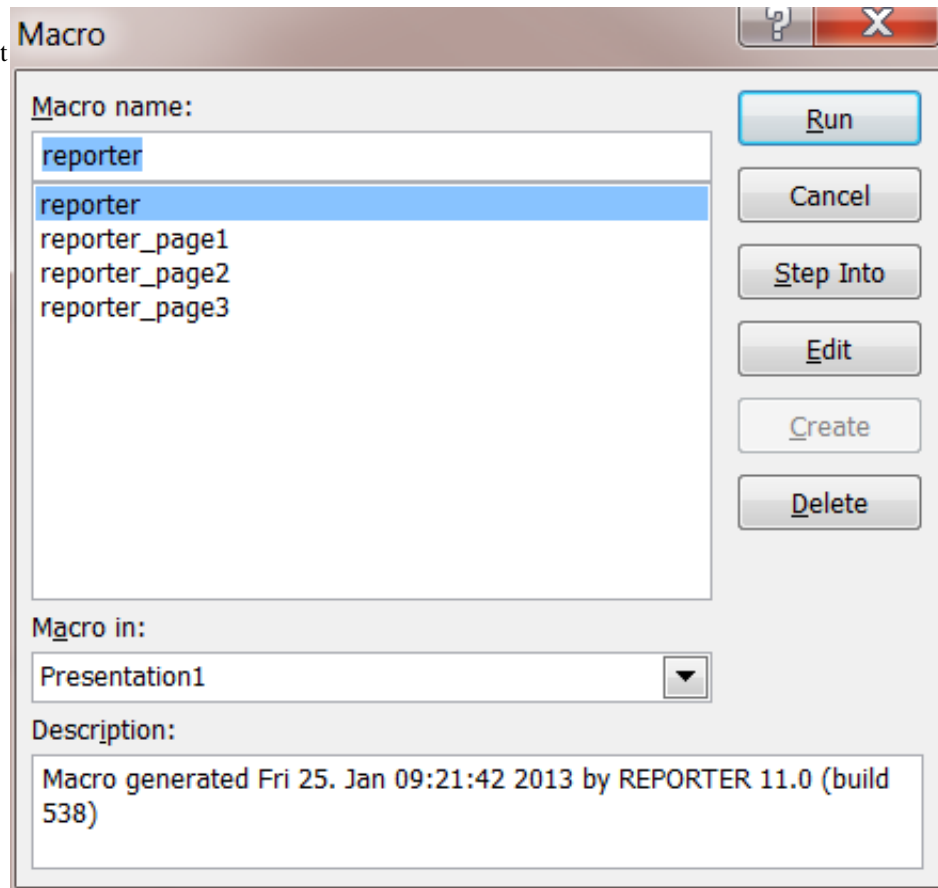 t
Macro
Macro name:
Run
reporter
reporter
Cancel
reporter_page1
reporter_page2
Step Into
reporter_page3
Edit
Create
Delete
Macro in:
Presentation1
Description:
Macro generated Fri 25. Jan 09:21:42 2013 by REPORTER 11.0 (build
538)